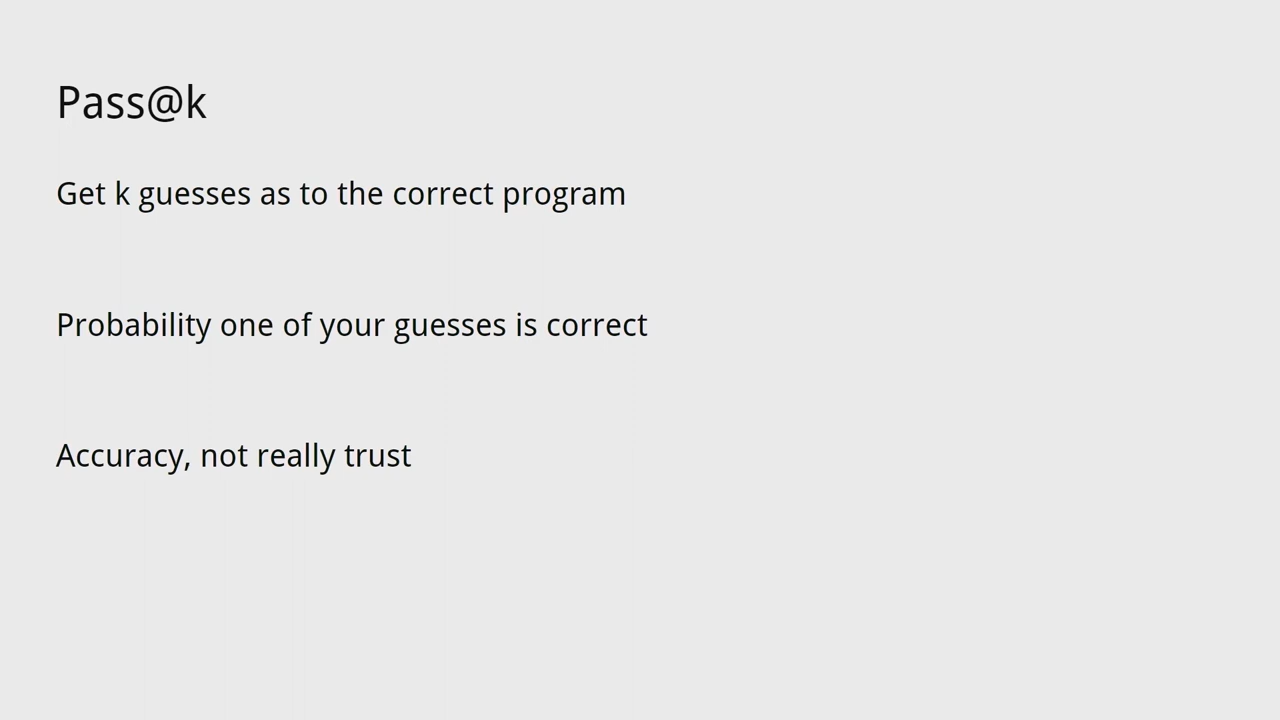 Pass@k
Get k guesses as to the correct program
Probability one of your guesses is correct
Accuracy, not really trust